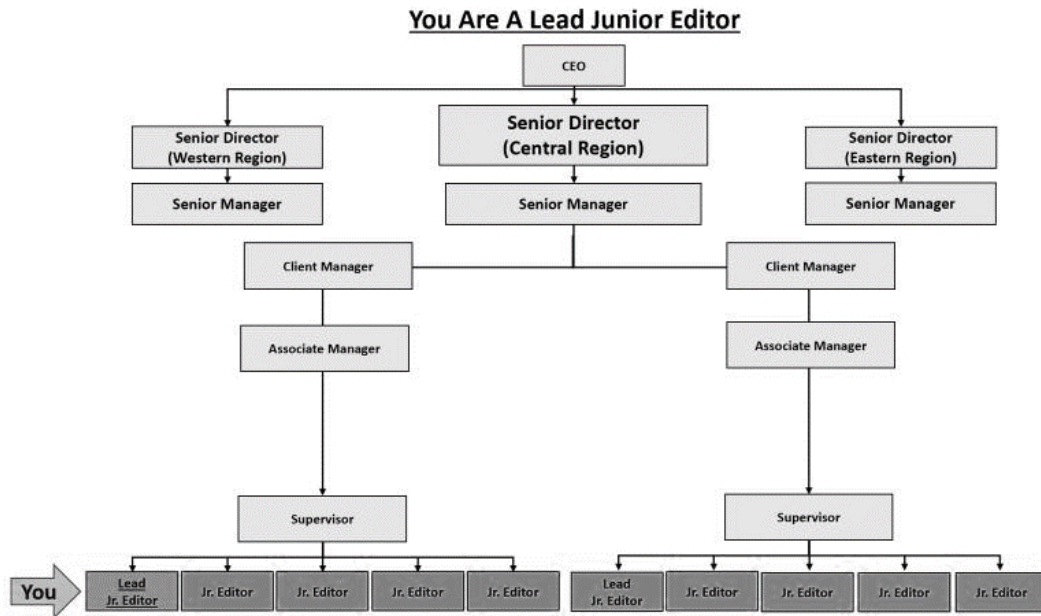 You Are A Lead Junior Editor
CEO
Senior Director
(Western Region)
Senior Director
(Central Region)
Senior Director
(Eastern Region)
Senior Manager
Senior Manager
Senior Manager
Client Manager
Client Manager
Associate Manager
Associate Manager
Supervisor
Supervisor
You
Lead
Jr. Editor
Jr. Editor
Jr. Editor
Jr. Editor
Jr. Editor
Lead
Jr. Editor
Jr. Editor
Jr. Editor
Jr. Editor
Jr. Editor